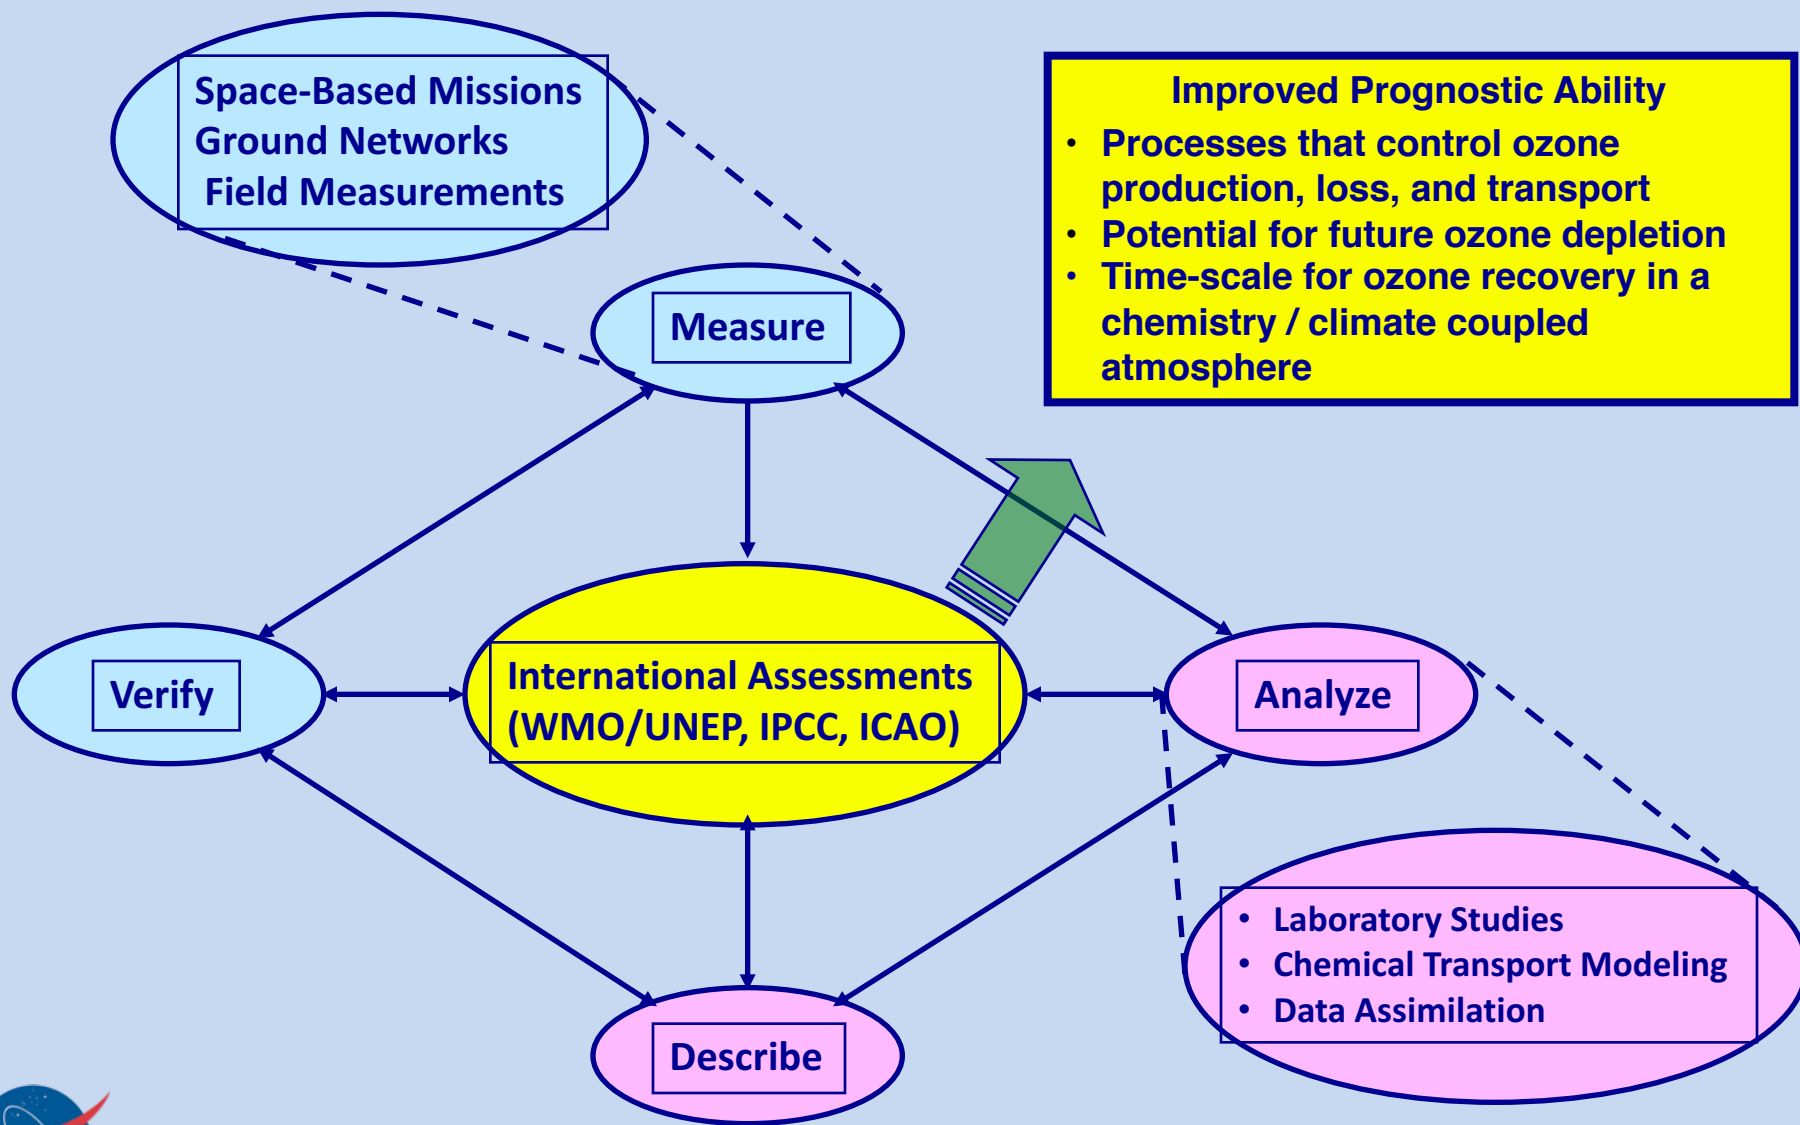 Space-Based Missions
Ground Networks
Field Measurements
Improved Prognostic Ability
• Processes that control ozone
production, loss, and transport
• Potential for future ozone depletion
• Time-scale for ozone recovery in a
chemistry / climate coupled
atmosphere
Measure
Verify
International Assessments
(WMO/UNEP, IPCC, ICAO)
Analyze
• Laboratory Studies
• Chemical Transport Modeling
• Data Assimilation
Describe